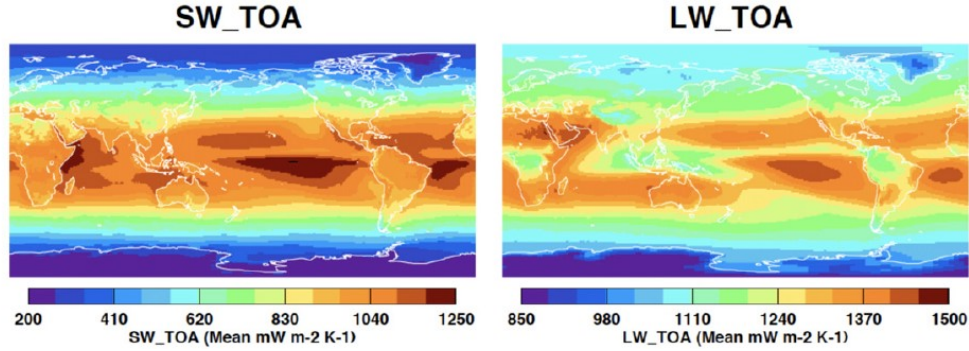 SW_TOA
LW_TOA
200 410 620 830 1040 1250
SW_TOA (Mean mW m-2 K-1)
850 980 1110 1240 1370 1500
LW_TOA (Mean mW m-2 K-1)